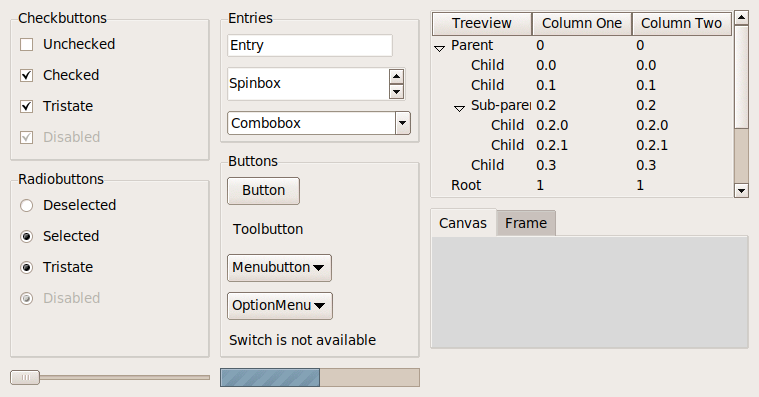 Checkbuttons
Unchecked
Checked
Tristate
Disabled
Radiobuttons
Deselected
Selected
Tristate
Disabled
Entries
Entry
Spinbox
Combobox
Buttons
Button
Toolbutton
Menubutton
OptionMenu
Switch is not available
Treeview Column One Column Two
Parent 0 0
Child 0.0 0.0
Child 0.1 0.1
Sub-pare 0.2 0.2
Child 0.2.0 0.2.0
Child 0.2.1 0.2.1
Child 0.3 0.3
Root 1 1
Canvas Frame